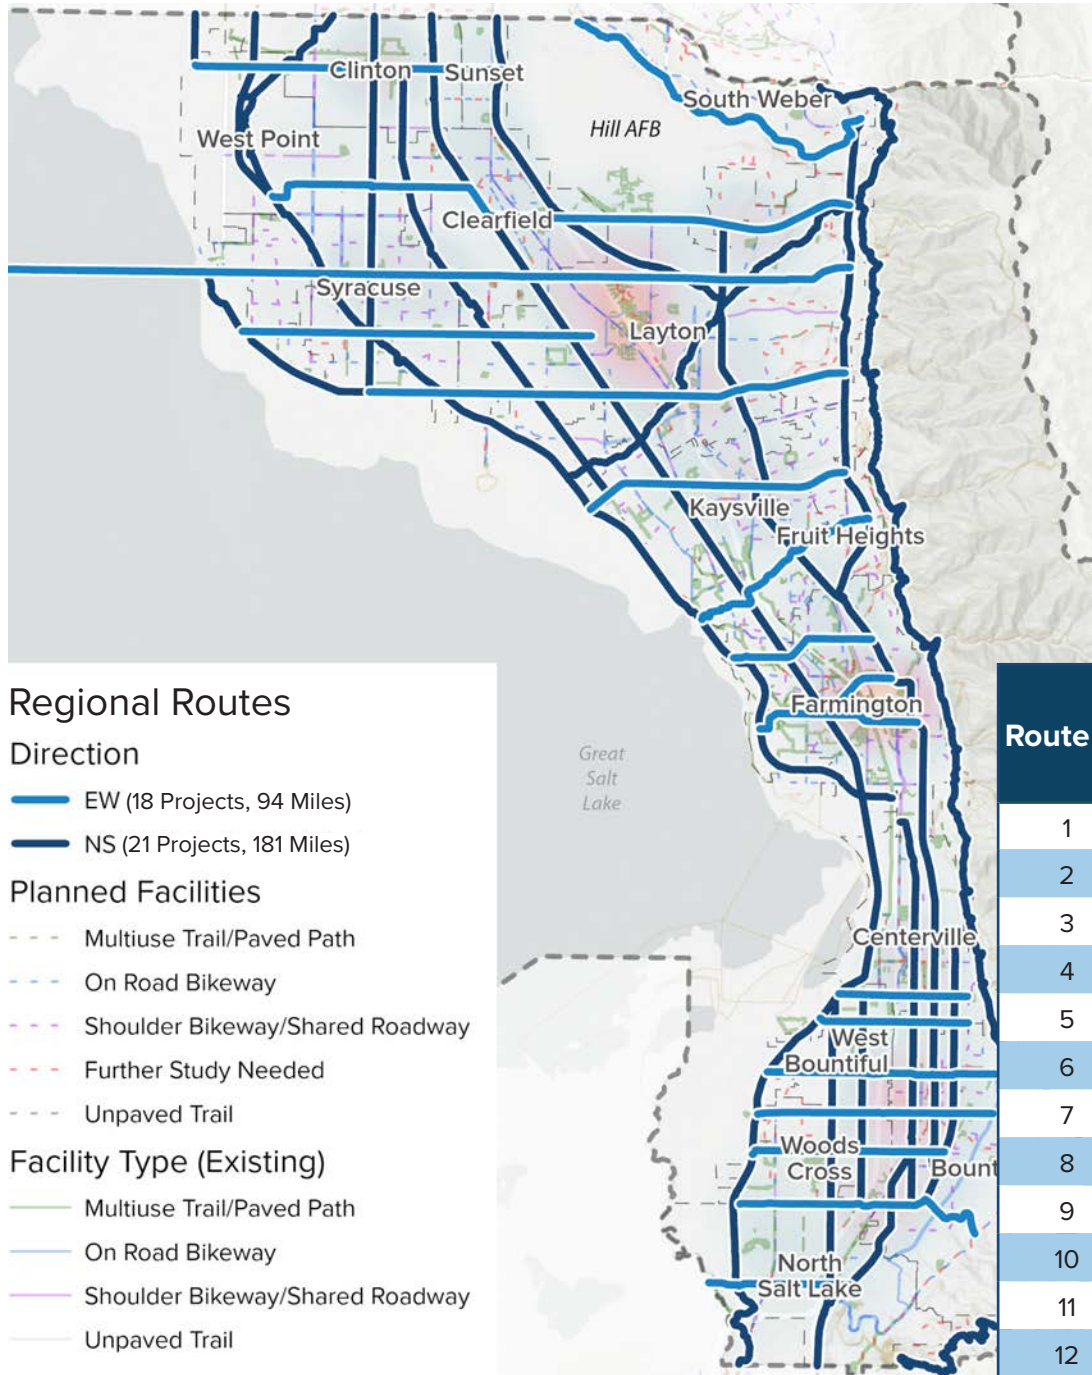 Clinton
Sunset
South Weber
Hill AFB
West Point
Clearfield
Syracuse
Layton
Kaysville
Fruit Heights
Farmington
Great
Salt
Lake
Centerville
West
Bountiful
Woods
Cross
Bount
North
Salt Lake
Regional Routes
Direction
EW (18 Projects, 94 Miles)
NS (21 Projects, 181 Miles)
Planned Facilities
Multiuse Trail/Paved Path
On Road Bikeway
Shoulder Bikeway/Shared Roadway
Further Study Needed
Unpaved Trail
Facility Type (Existing)
Multiuse Trail/Paved Path
On Road Bikeway
Shoulder Bikeway/Shared Roadway
Unpaved Trail
Route
1
2
3
4
5
6
7
8
9
10
11
12